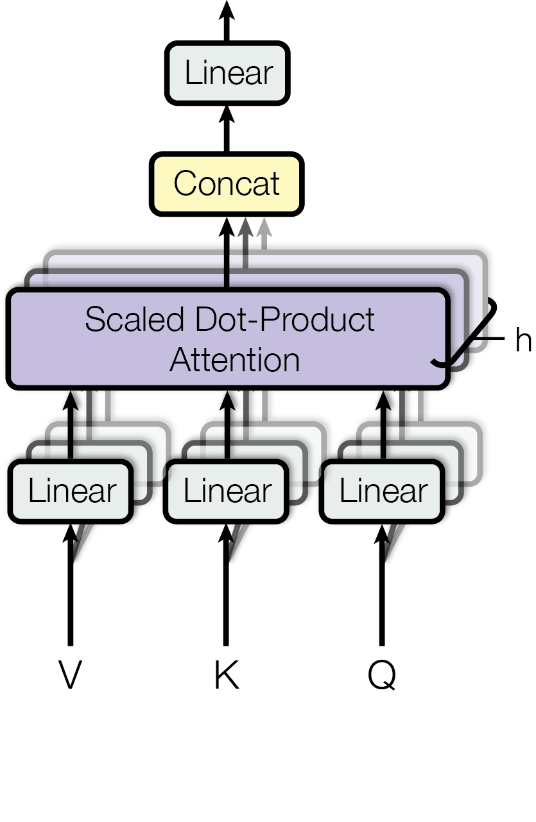 Linear
Concat
Scaled Dot-Product
Attention
h
Linear Linear Linear
V K Q